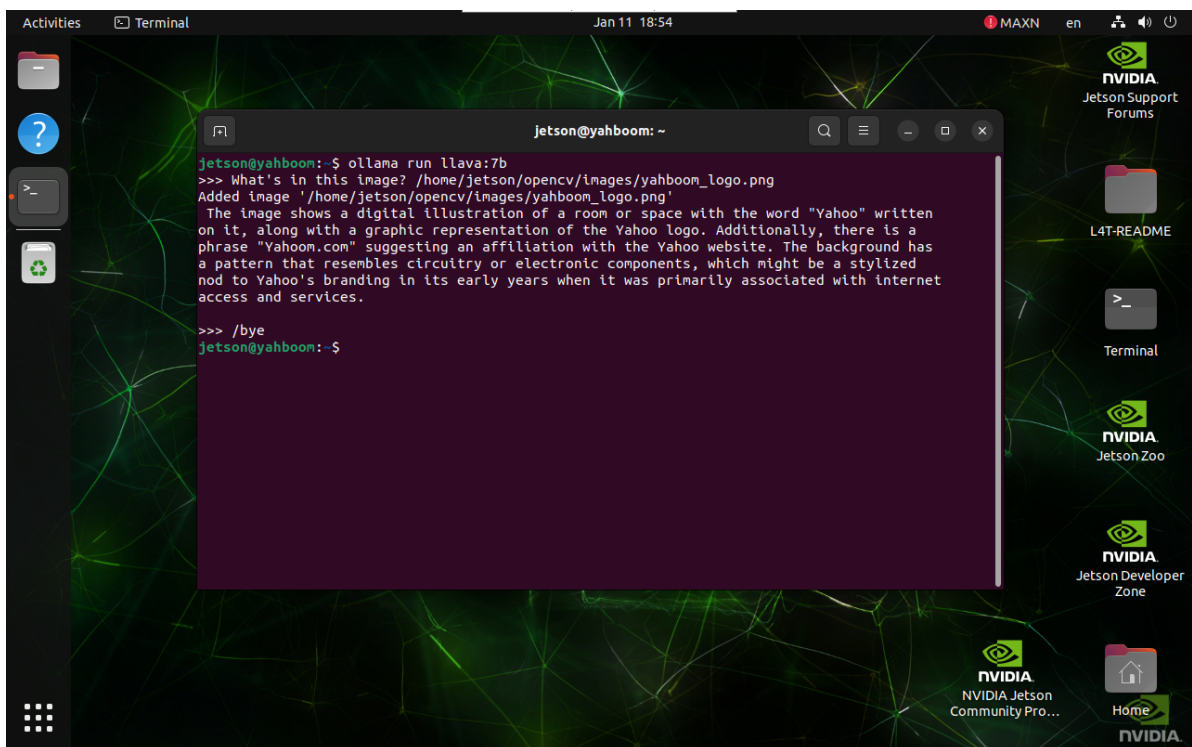 Activities
Terminal
Jan 11 18:54
MAXN
en
jetson@yahboom: ~
jetson@yahboom:~$ ollama run llava:7b
>>> What's in this image? /home/jetson/opencv/images/yahboom_logo.png
Added image '/home/jetson/opencv/images/yahboom_logo.png'
The image shows a digital illustration of a room or space with the word "Yahoo" written
on it, along with a graphic representation of the Yahoo logo. Additionally, there is a
phrase "Yahoom.com" suggesting an affiliation with the Yahoo website. The background has
a pattern that resembles circuitry or electronic components, which might be a stylized
nod to Yahoo's branding in its early years when it was primarily associated with internet
access and services.
>>> /bye
jetson@yahboom:~$
NVIDIA.
Jetson Support
Forums
L4T-README
>_
Terminal
NVIDIA.
Jetson Zoo
NVIDIA.
Jetson Developer
Zone
NVIDIA.
NVIDIA Jetson
Community Pro...
Home
NVIDIA.